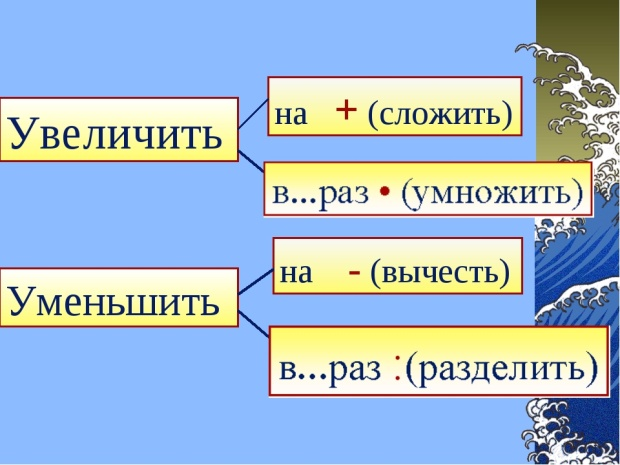 Увеличить
на + (сложить)
в...раз • (умножить)
Уменьшить
на - (вычесть)
в...раз :(разделить)